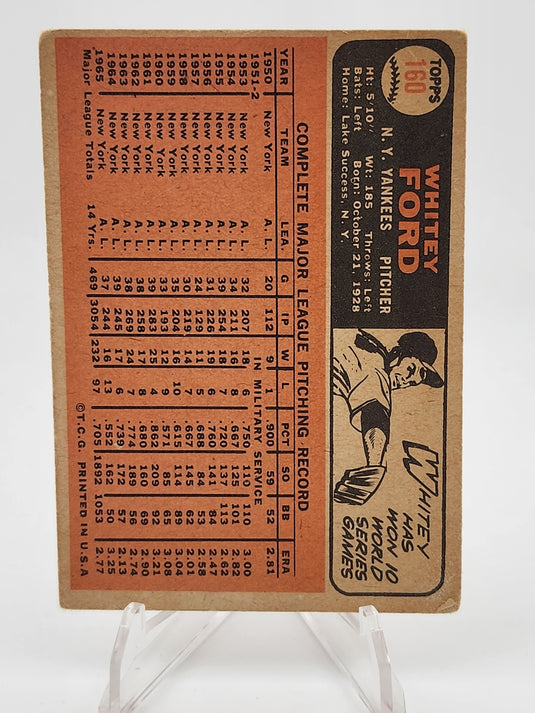 TOPPS
160
WHITEY
FORD
N. Y. YANKEES PITCHER
Ht: 5'10" Wt: 185 Throws: Left
Bats: Left Born: October 21, 1928
Home: Lake Success, N. Y.
WHITEY
HAS
WON 10
WORLD
SERIES
GAMES
COMPLETE MAJOR LEAGUE PITCHING RECORD
YEAR TEAM LEA. G IP W L PCT SO BB ERA
1950 New York A. L. 20 112 9 1 .900 59 52 2.81
1951-2 IN MILITARY SERVICE
1953 New York A. L. 32 207 18 6 .750 110 110 3.00
1954 New York A. L. 34 211 16 8 .667 125 101 2.82
1955 New York A. L. 39 254 18 7 .720 137 113 2.62
1956 New York A. L. 31 226 19 6 .760 141 84 2.47
1957 New York A. L. 24 129 11 5 .688 84 53 2.58
1958 New York A. L. 30 219 14 7 .667 145 62 2.01
1959 New York A. L. 35 204 16 10 .615 114 89 3.04
1960 New York A. L. 33 193 12 9 .571 85 65 3.08
1961 New York A. L. 39 283 25 4 .862 209 92 3.21
1962 New York A. L. 38 258 17 8 .680 160 69 2.90
1963 New York A. L. 38 269 24 7 .774 189 56 2.74
1964 New York A. L. 39 245 17 6 .739 172 57 2.13
1965 New York A. L. 37 244 16 13 .552 162 50 3.25
Major League Totals 14 Yrs. 469 3054 232 97 .705 1892 1053 2.77
© T.C.G. PRINTED IN U.S.A